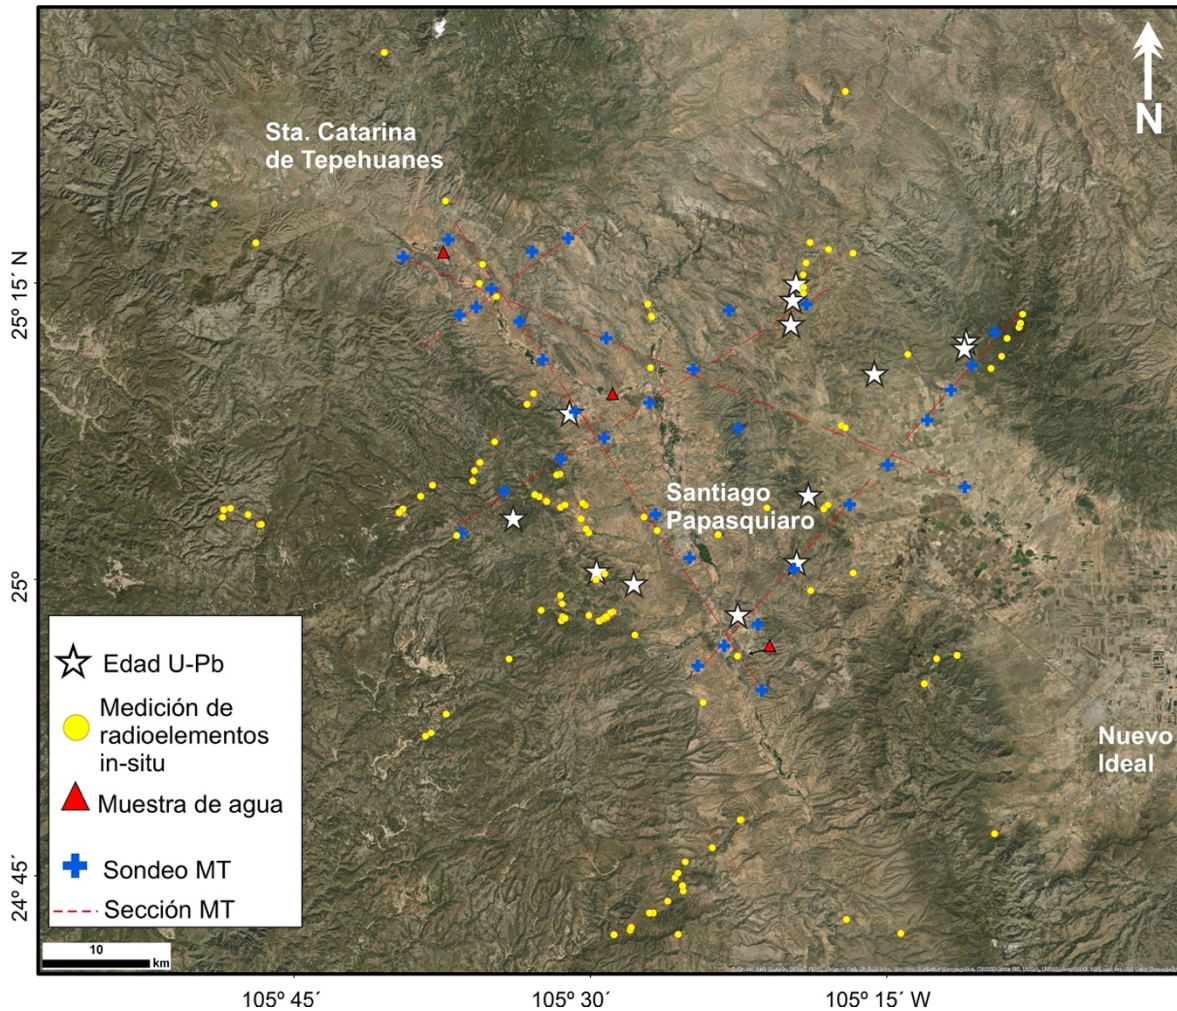 N
Sta. Catarina
de Tepehuanes
25º 15´ N
Santiago
Papasquiaro
25º
Edad U-Pb
Medición de
radioelementos
in-situ
Muestra de agua
Nuevo
Ideal
Sondeo MT
24º 45´
Sección MT
10
km
105º 45´
105º 30´
105º 15´ W